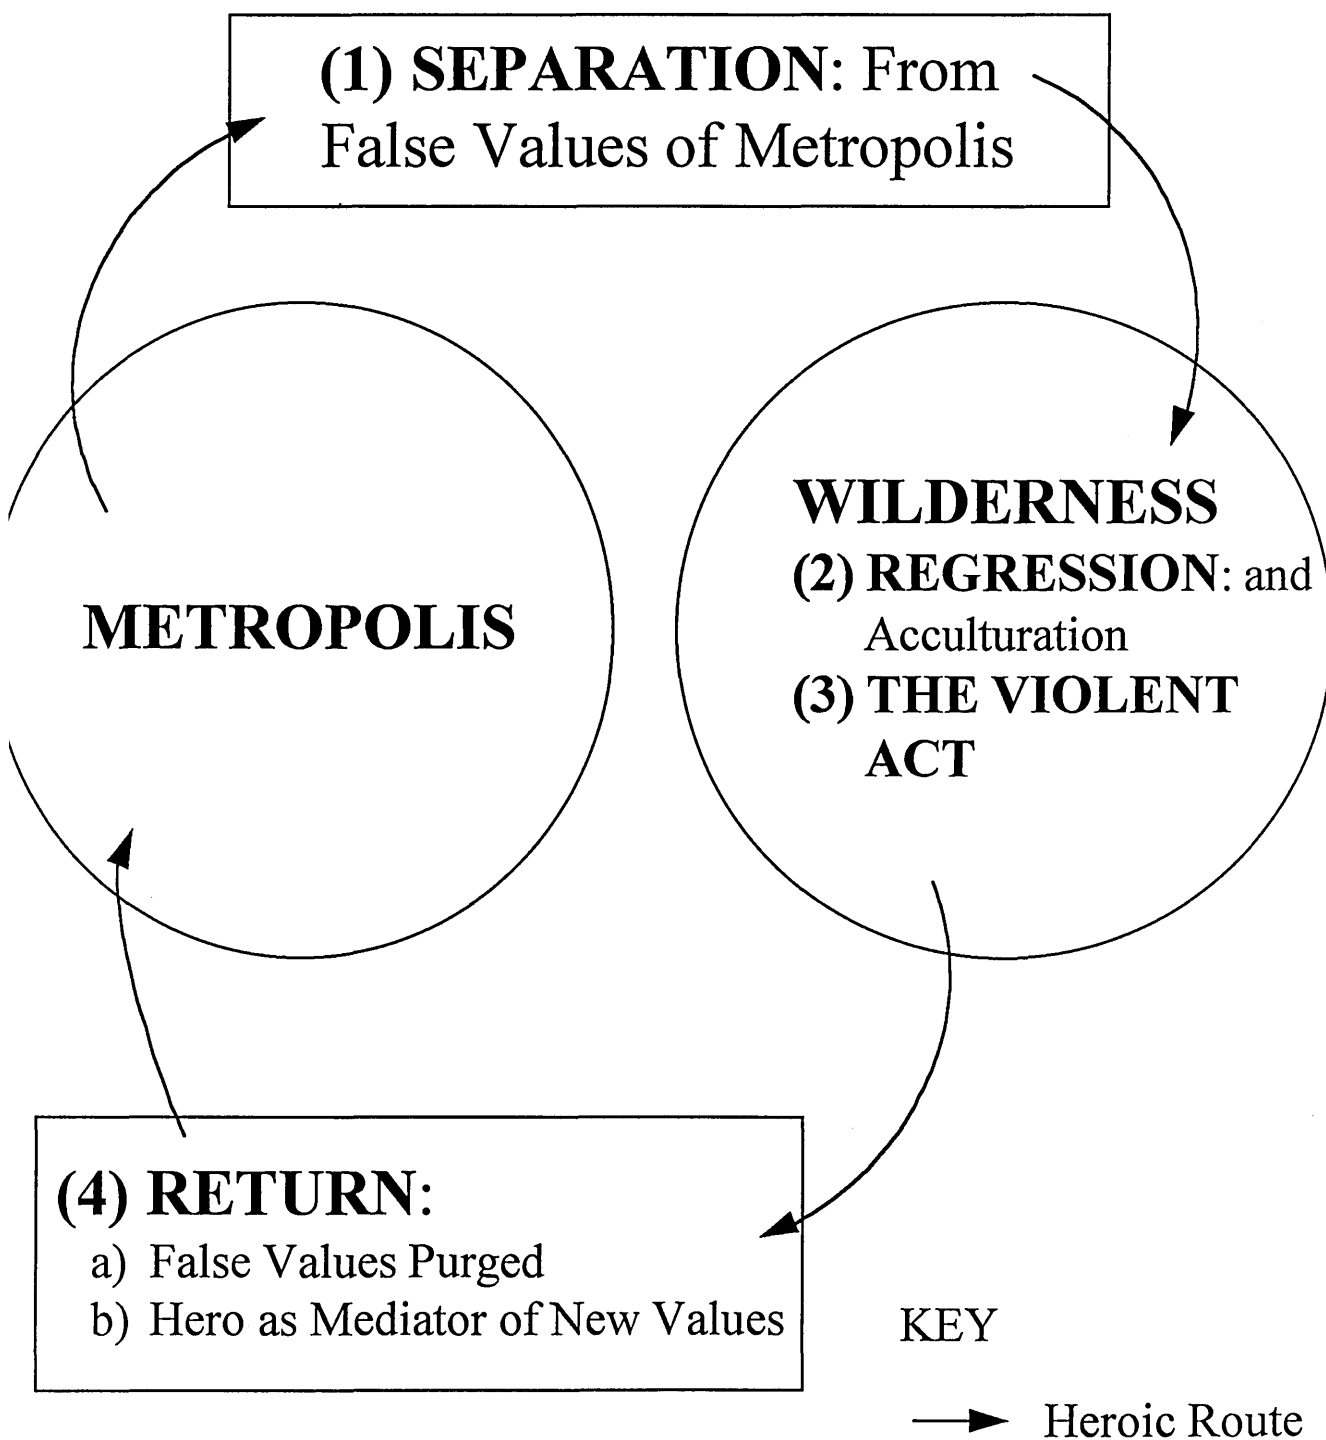 (1) SEPARATION: From
False Values of Metropolis
METROPOLIS
WILDERNESS
(2) REGRESSION: and
Acculturation
(3) THE VIOLENT
ACT
(4) RETURN:
a) False Values Purged
b) Hero as Mediator of New Values
KEY
Heroic Route